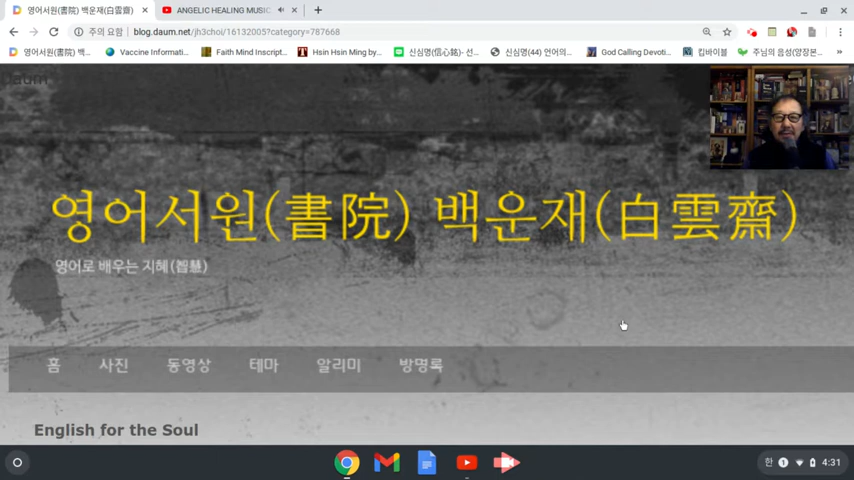 영어서원(書院) 백운재(白雲齋)
ANGELIC HEALING MUSIC
주의 요함
blog.daum.net/jh3choi/16132005?category=787668
영어서원(書院) 백...
Vaccine Informati...
Faith Mind Inscript...
Hsin Hsin Ming by...
신심명(信心銘)- 선...
신심명(44) 언어의...
God Calling Devoti...
킹바이블
주님의 음성(양장본...
Daum
영어서원(書院) 백운재(白雲齋)
영어로 배우는 지혜(智慧)
홈 사진 동영상 테마 알리미 방명록
English for the Soul
한 1 4:31